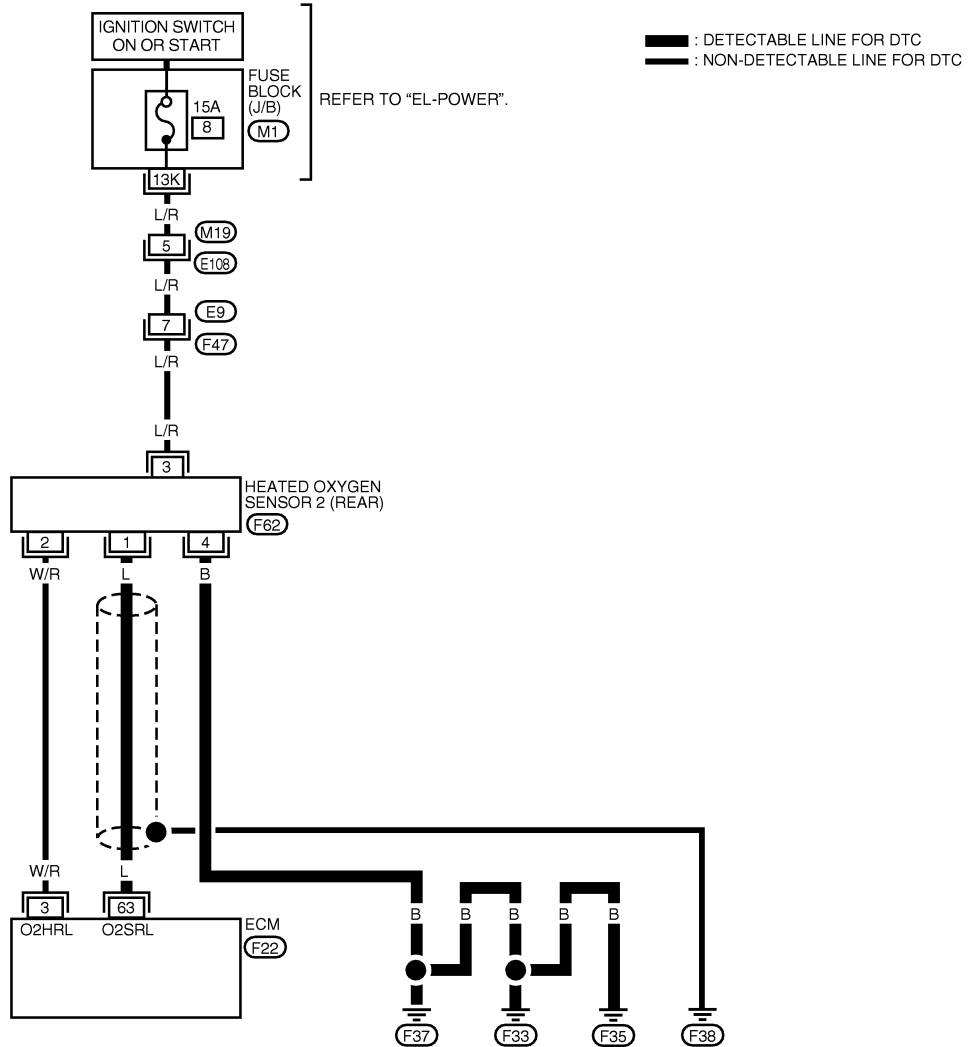 IGNITION SWITCH
ON OR START
: DETECTABLE LINE FOR DTC
: NON-DETECTABLE LINE FOR DTC
FUSE
BLOCK
(J/B)
REFER TO “EL-POWER”.
15A
8
M1
13K
L/R
M19
5
E108
L/R
E9
7
F47
L/R
L/R
3
HEATED OXYGEN
SENSOR 2 (REAR)
F62
2 1 4
W/R L B
W/R L
3 63
O2HRL O2SRL
ECM
F22
B B B B B
F37 F33 F35 F38